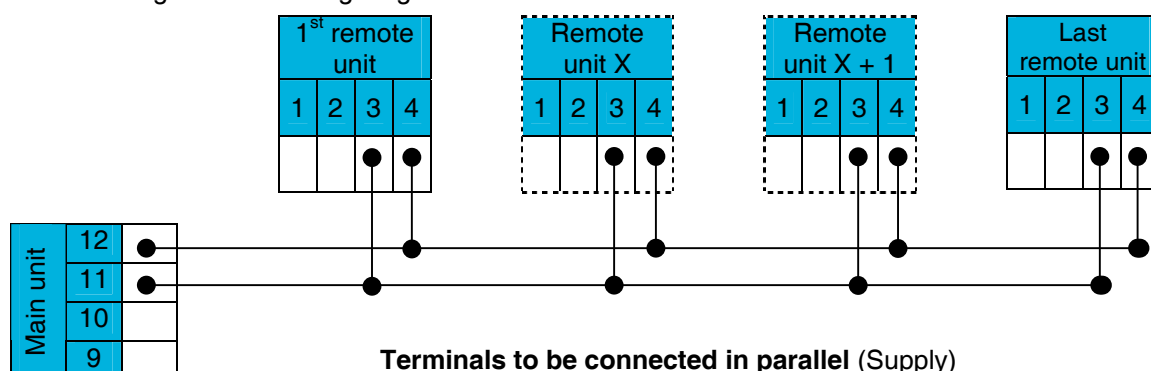 1st remote unit
1 2 3 4
Remote unit X
1 2 3 4
Remote unit X + 1
1 2 3 4
Last remote unit
1 2 3 4
Main unit
12
11
10
9
Terminals to be connected in parallel (Supply)